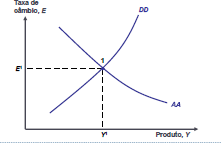 Taxa de
câmbio, E
DD
1
E¹
AA
Y¹
Produto, Y